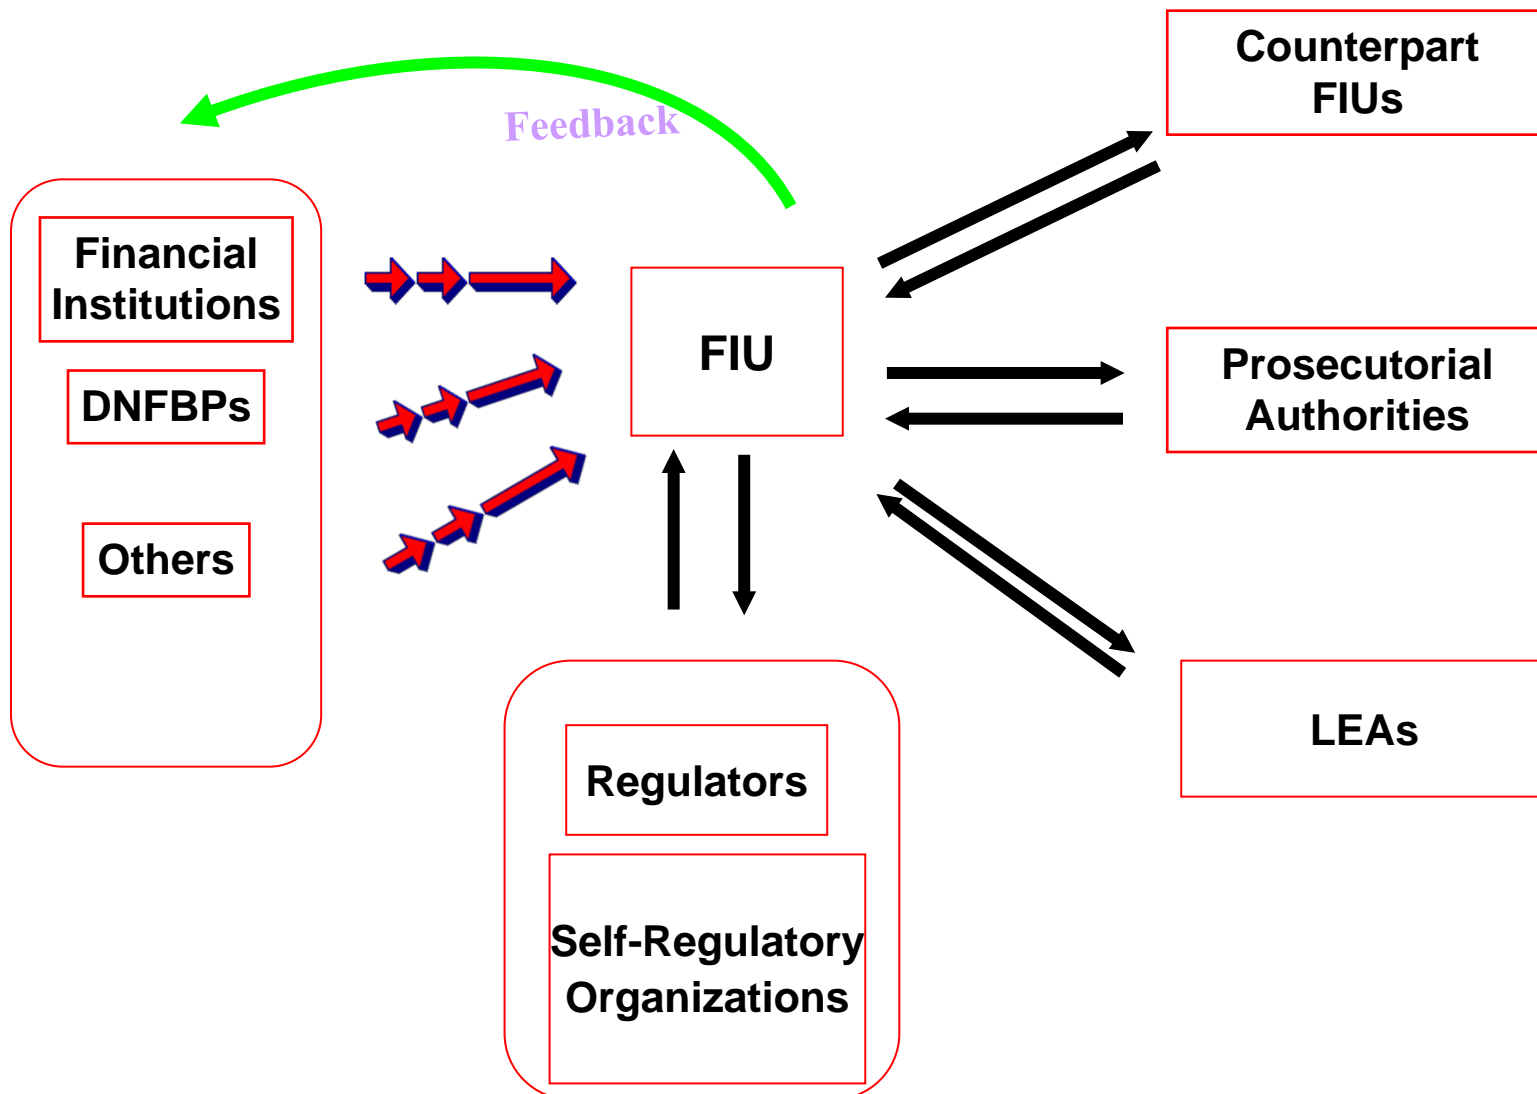 Counterpart
FIUs
Feedback
Financial
Institutions
DNFBPs
Others
FIU
Prosecutorial
Authorities
LEAs
Regulators
Self-Regulatory
Organizations